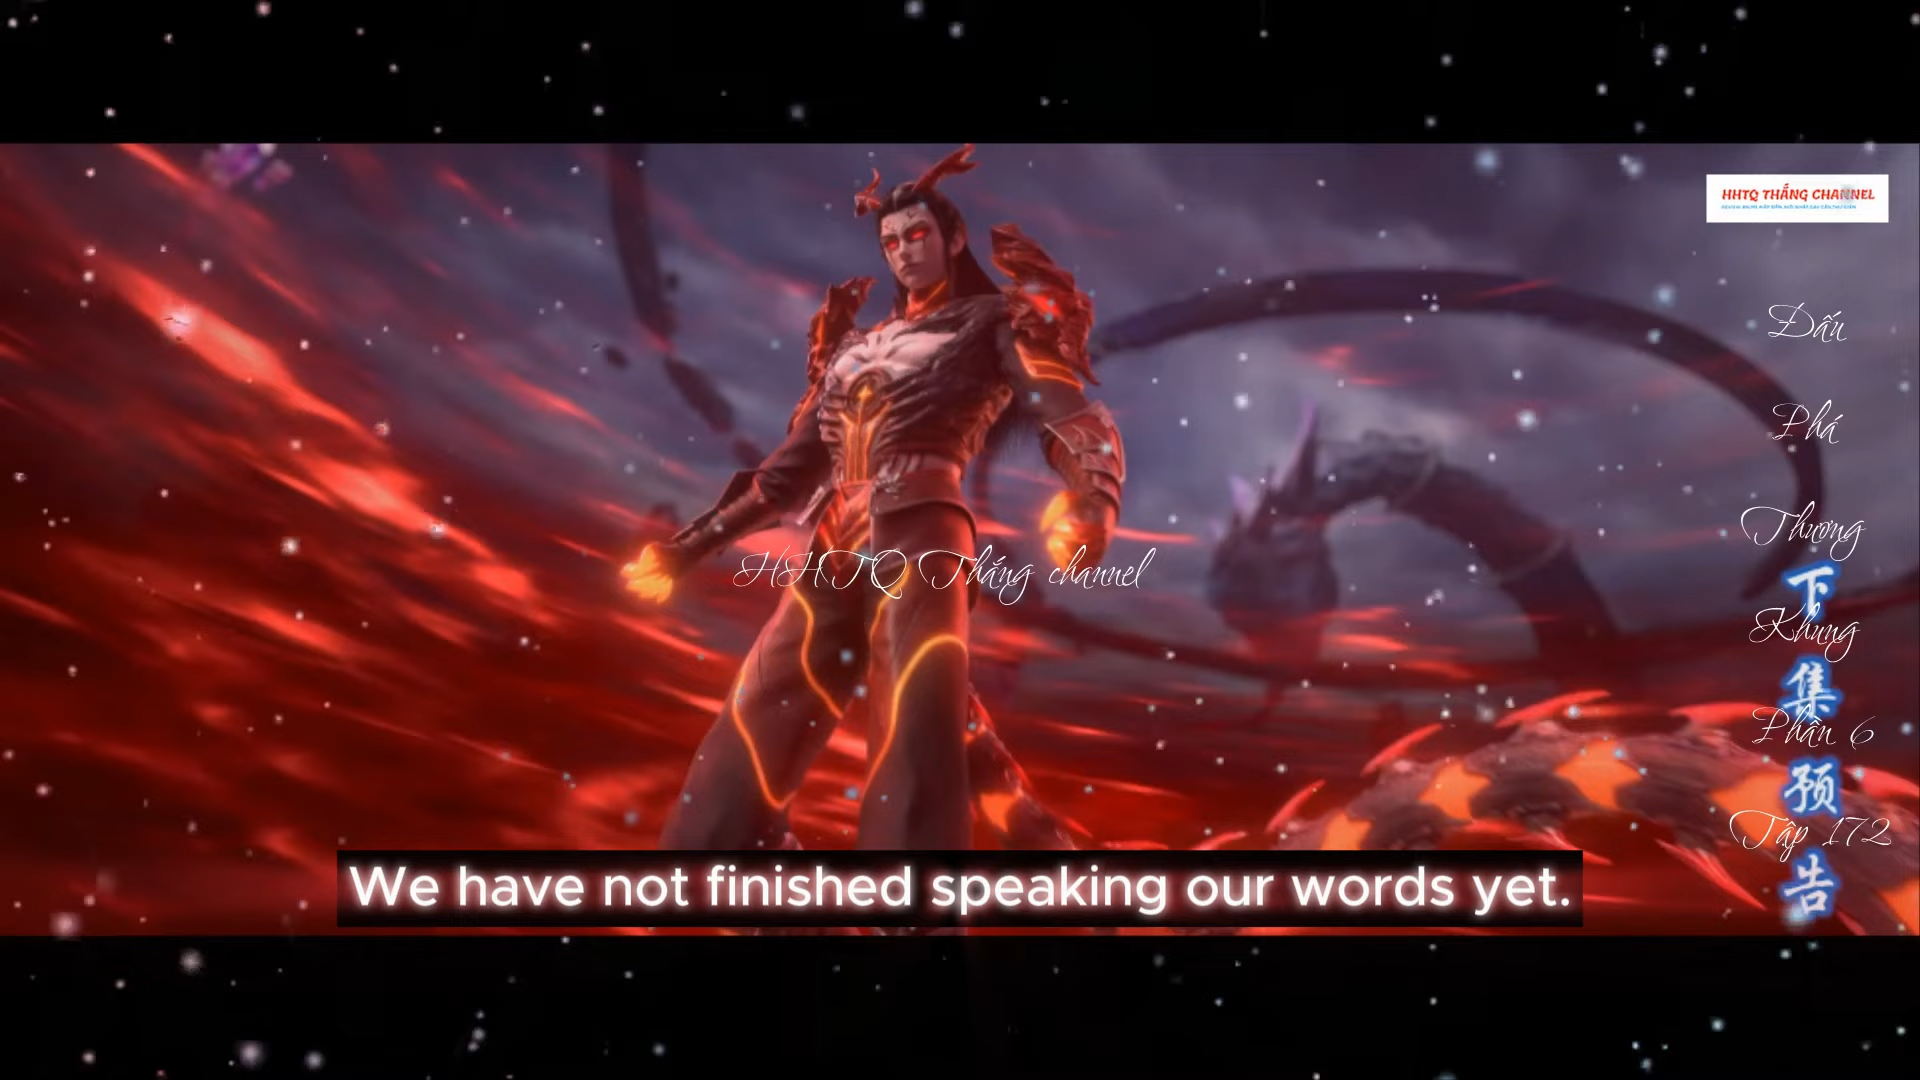 HHTQ THẮNG CHANNEL
Đấu
Phá
Thương
Khung
Phần 6
Tập 172
下集预告
HHTQ Thắng channel
We have not finished speaking our words yet.